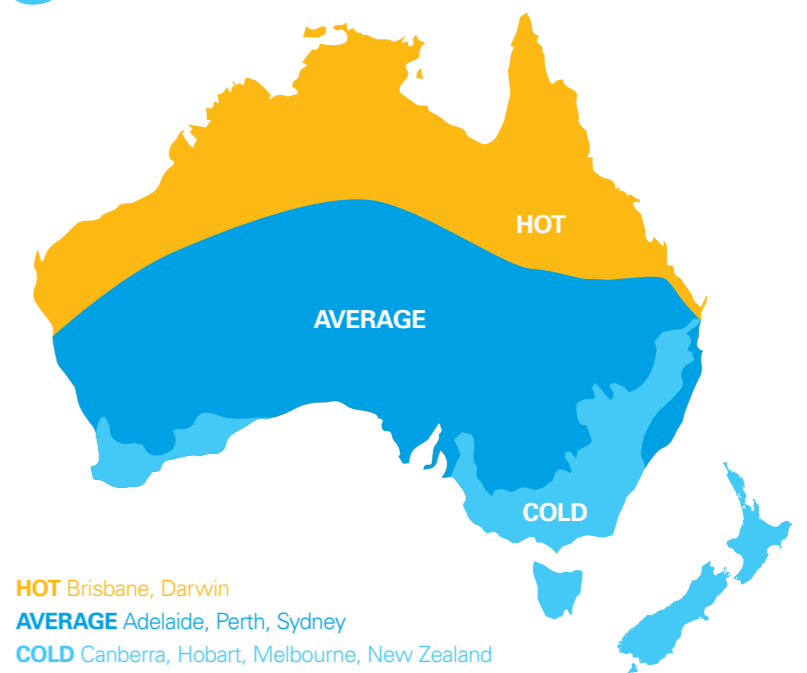 HOT
AVERAGE
COLD
HOT Brisbane, Darwin
AVERAGE Adelaide, Perth, Sydney
COLD Canberra, Hobart, Melbourne, New Zealand